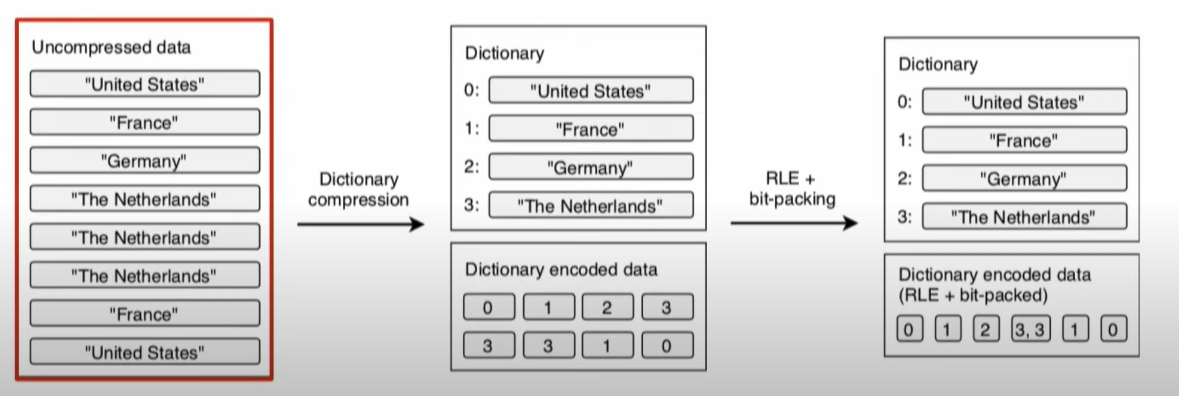 Uncompressed data
"United States"
"France"
"Germany"
"The Netherlands"
"The Netherlands"
"The Netherlands"
"France"
"United States"
Dictionary
compression
Dictionary
0: "United States"
1: "France"
2: "Germany"
3: "The Netherlands"
Dictionary encoded data
0 1 2 3
3 3 1 0
RLE +
bit-packing
Dictionary
0: "United States"
1: "France"
2: "Germany"
3: "The Netherlands"
Dictionary encoded data
(RLE + bit-packed)
0 1 2 3, 3 1 0